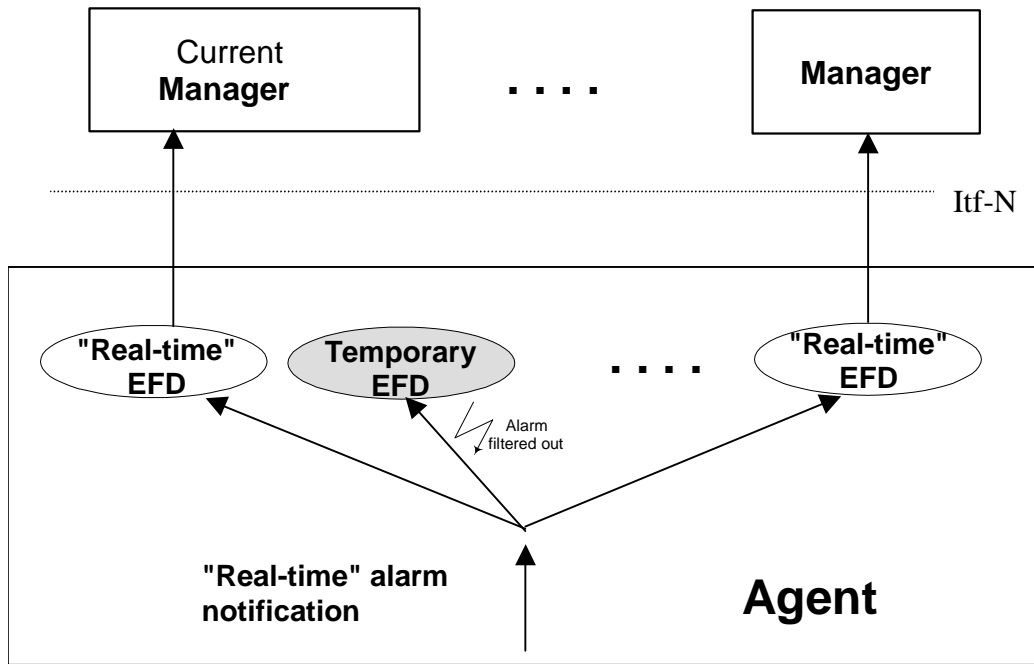 Current
Manager
. . . .
Manager
Itf-N
"Real-time"
EFD
Temporary
EFD
. . . .
"Real-time"
EFD
Alarm
filtered out
"Real-time" alarm
notification
Agent